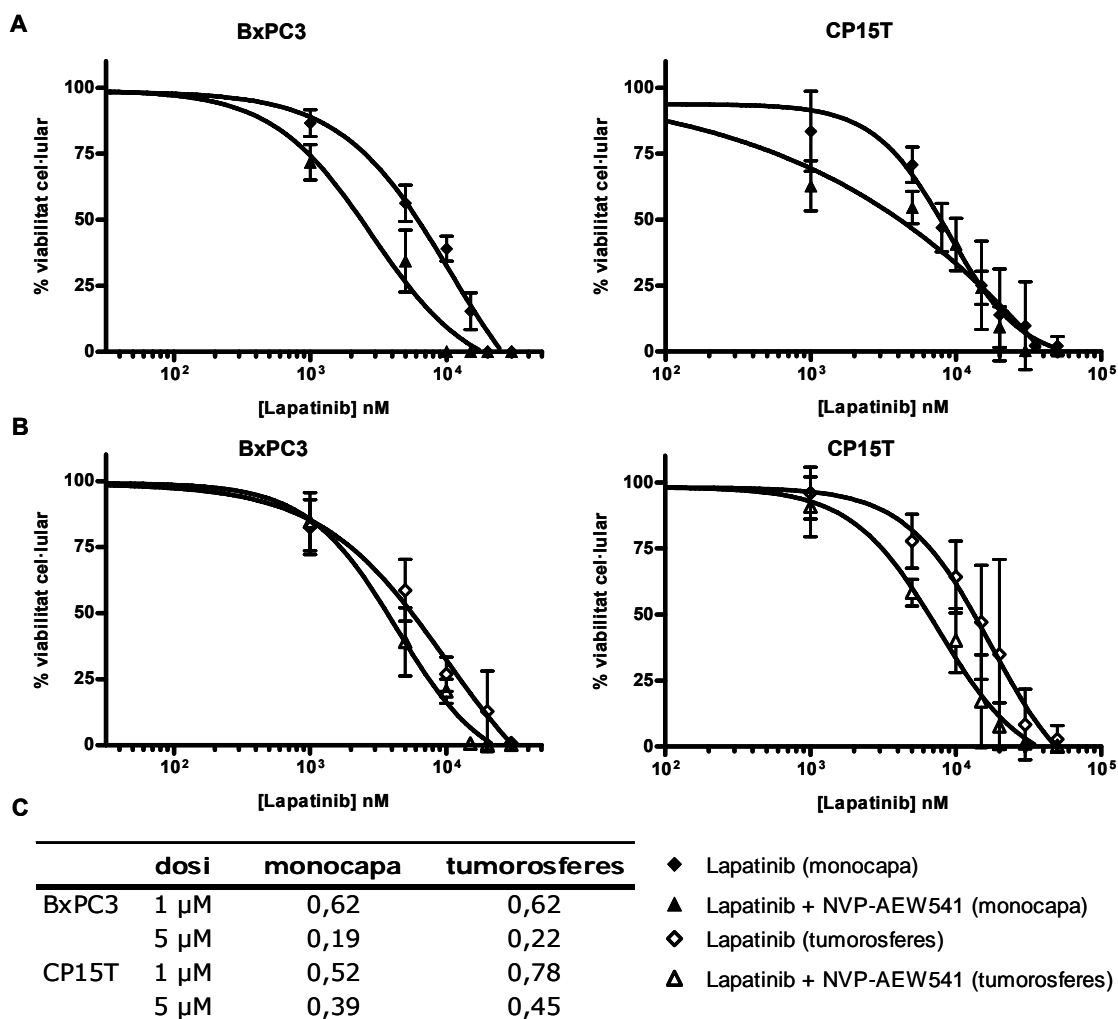 A
BxPC3
CP15T
% viabilitat cel·lular
100
75
50
25
0
10²
10³
10⁴
[Lapatinib] nM
% viabilitat cel·lular
100
75
50
25
0
10²
10³
10⁴
10⁵
[Lapatinib] nM
B
BxPC3
CP15T
% viabilitat cel·lular
100
75
50
25
0
10²
10³
10⁴
[Lapatinib] nM
% viabilitat cel·lular
100
75
50
25
0
10²
10³
10⁴
10⁵
[Lapatinib] nM
C
dosi monocapa tumorosferes
BxPC3 1 µM 0,62 0,62
5 µM 0,19 0,22
CP15T 1 µM 0,52 0,78
5 µM 0,39 0,45
Lapatinib (monocapa)
Lapatinib + NVP-AEW541 (monocapa)
Lapatinib (tumorosferes)
Lapatinib + NVP-AEW541 (tumorosferes)